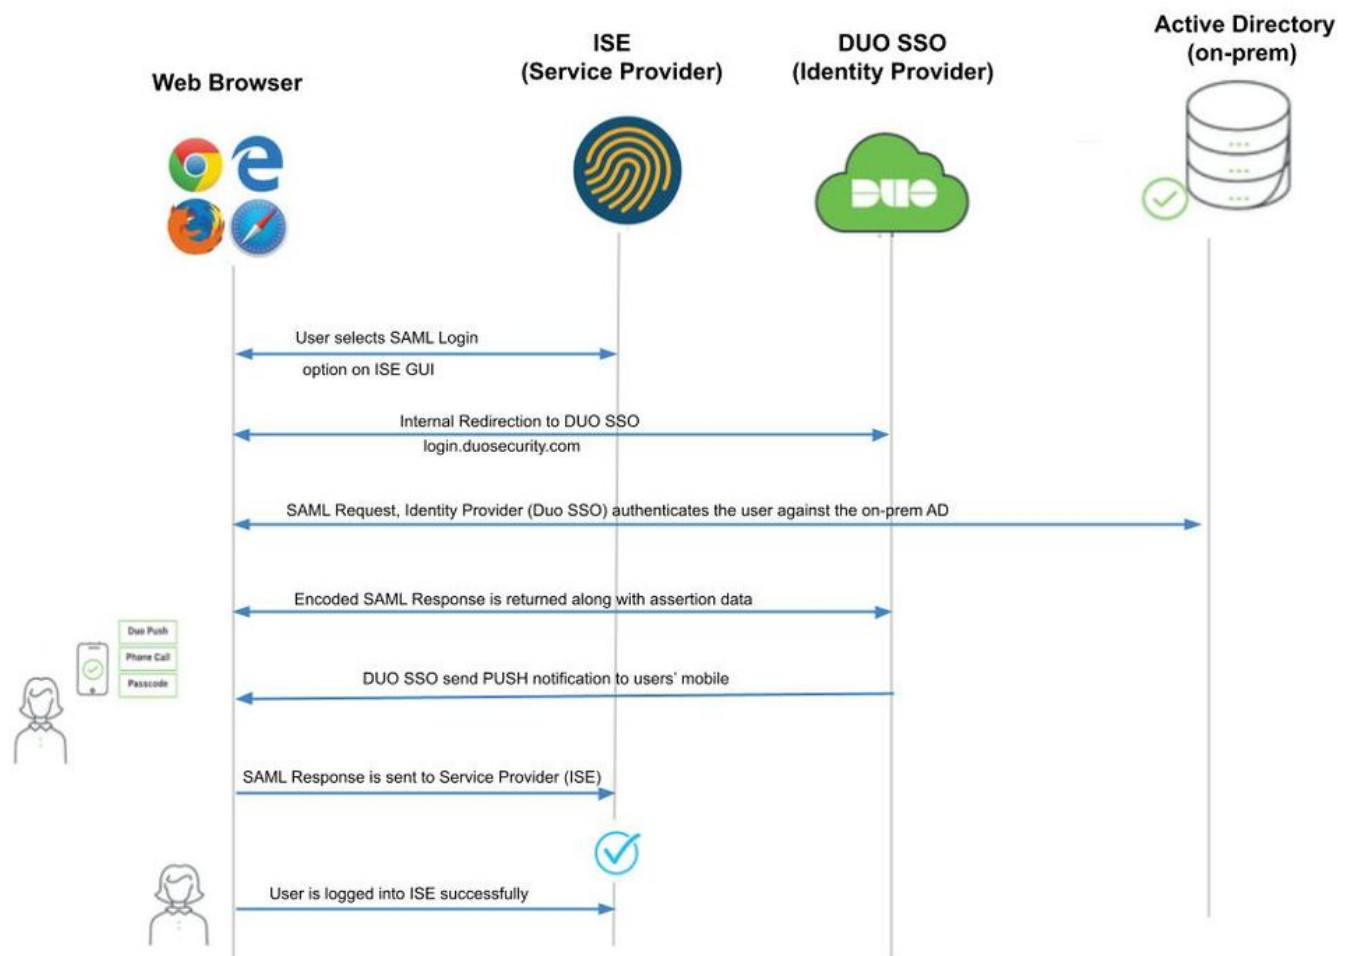 Active Directory
(on-prem)
ISE
(Service Provider)
DUO SSO
(Identity Provider)
Web Browser
DUO
User selects SAML Login
option on ISE GUI
Internal Redirection to DUO SSO
login.duosecurity.com
SAML Request, Identity Provider (Duo SSO) authenticates the user against the on-prem AD
Encoded SAML Response is returned along with assertion data
Duo Push
Phone Call
Passcode
DUO SSO send PUSH notification to users' mobile
SAML Response is sent to Service Provider (ISE)
User is logged into ISE successfully